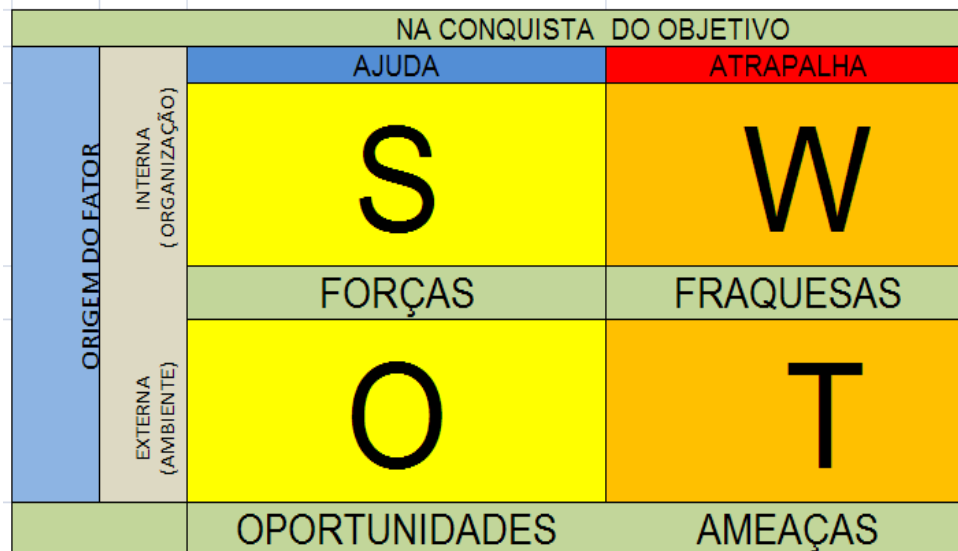 NA CONQUISTA DO OBJETIVO
AJUDA
ATRAPALHA
ORIGEM DO FATOR
INTERNA
( ORGANIZAÇÃO)
S
W
FORÇAS
FRAQUESAS
EXTERNA
(AMBIENTE)
O
T
OPORTUNIDADES
AMEAÇAS